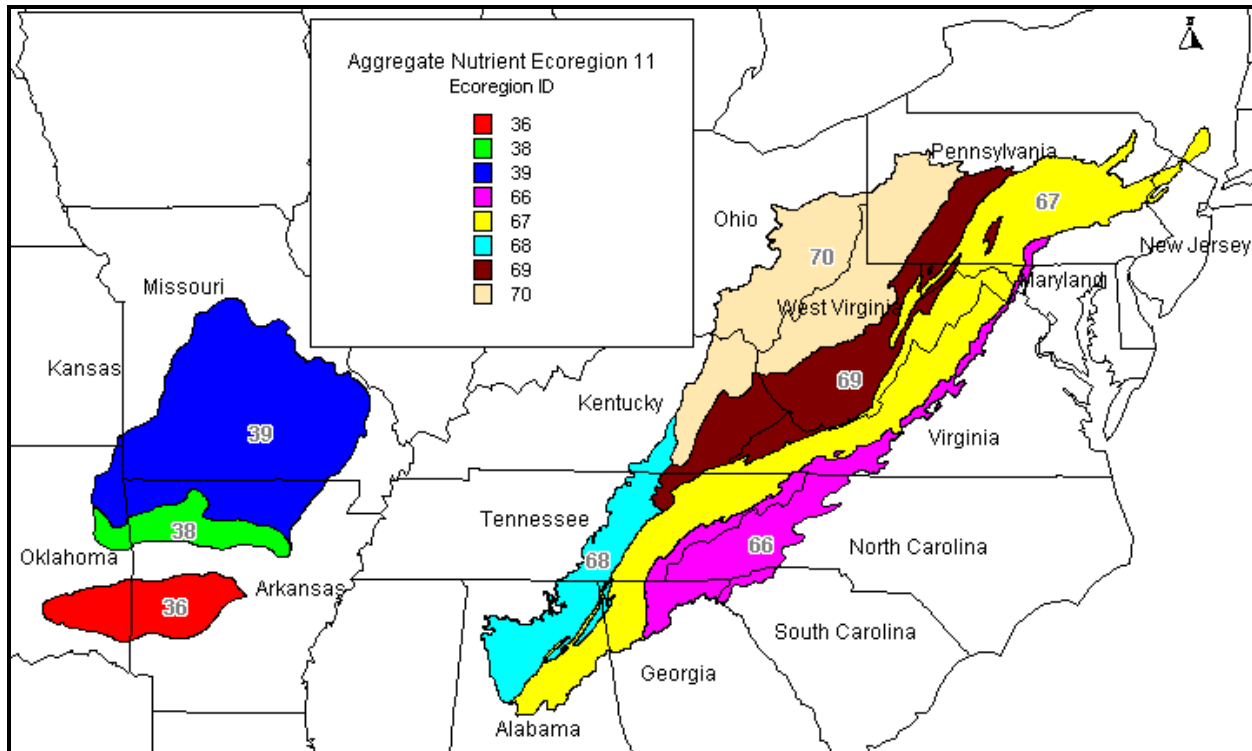 Aggregate Nutrient Ecoregion 11
Ecoregion ID
36
38
39
66
67
68
69
70
Pennsylvania
67
Ohio
New Jersey
70
Maryland
Missouri
West Virginia
Kansas
69
Kentucky
39
Virginia
Tennessee
38
Oklahoma
66
North Carolina
68
Arkansas
36
South Carolina
Georgia
Alabama